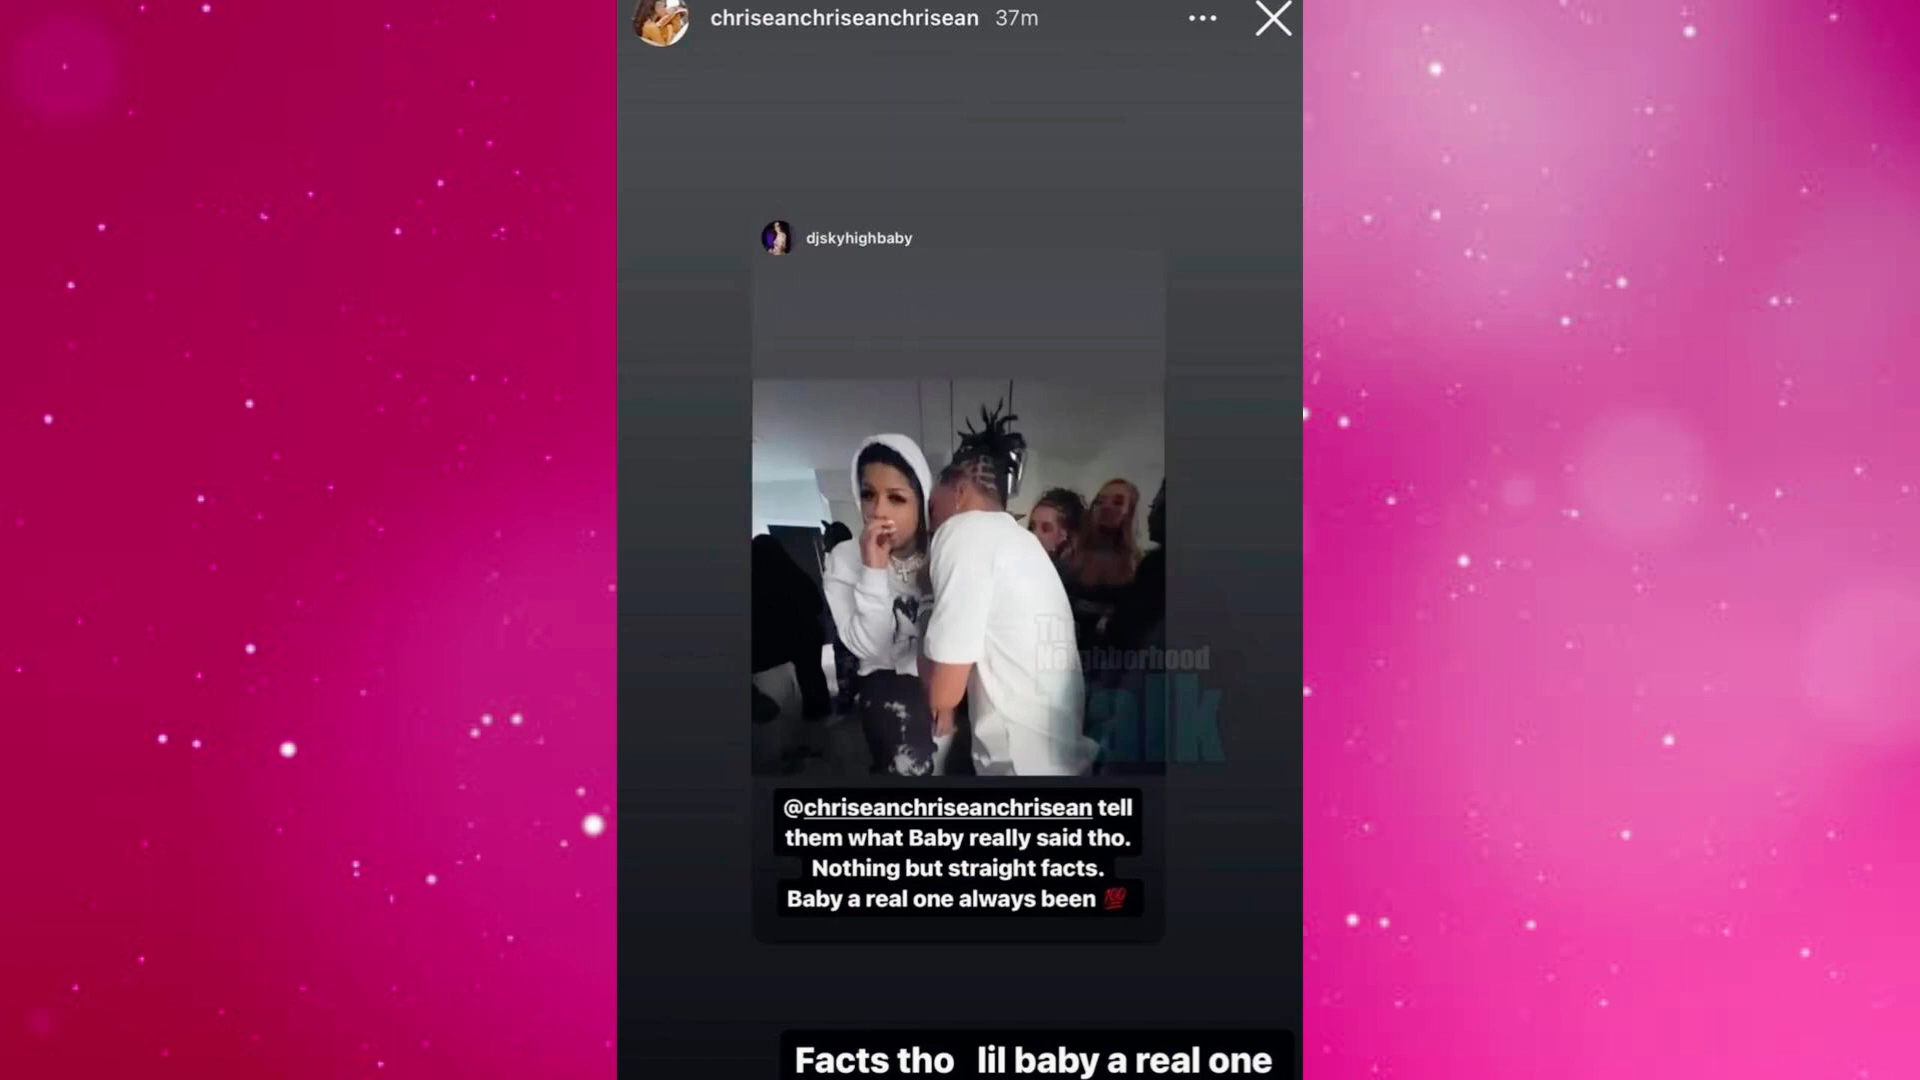 chriseanchriseanchrisean 37m
djskyhighbaby
The
Neighborhood
Talk
@chriseanchriseanchrisean tell
them what Baby really said tho.
Nothing but straight facts.
Baby a real one always been 💯
Facts tho lil baby a real one